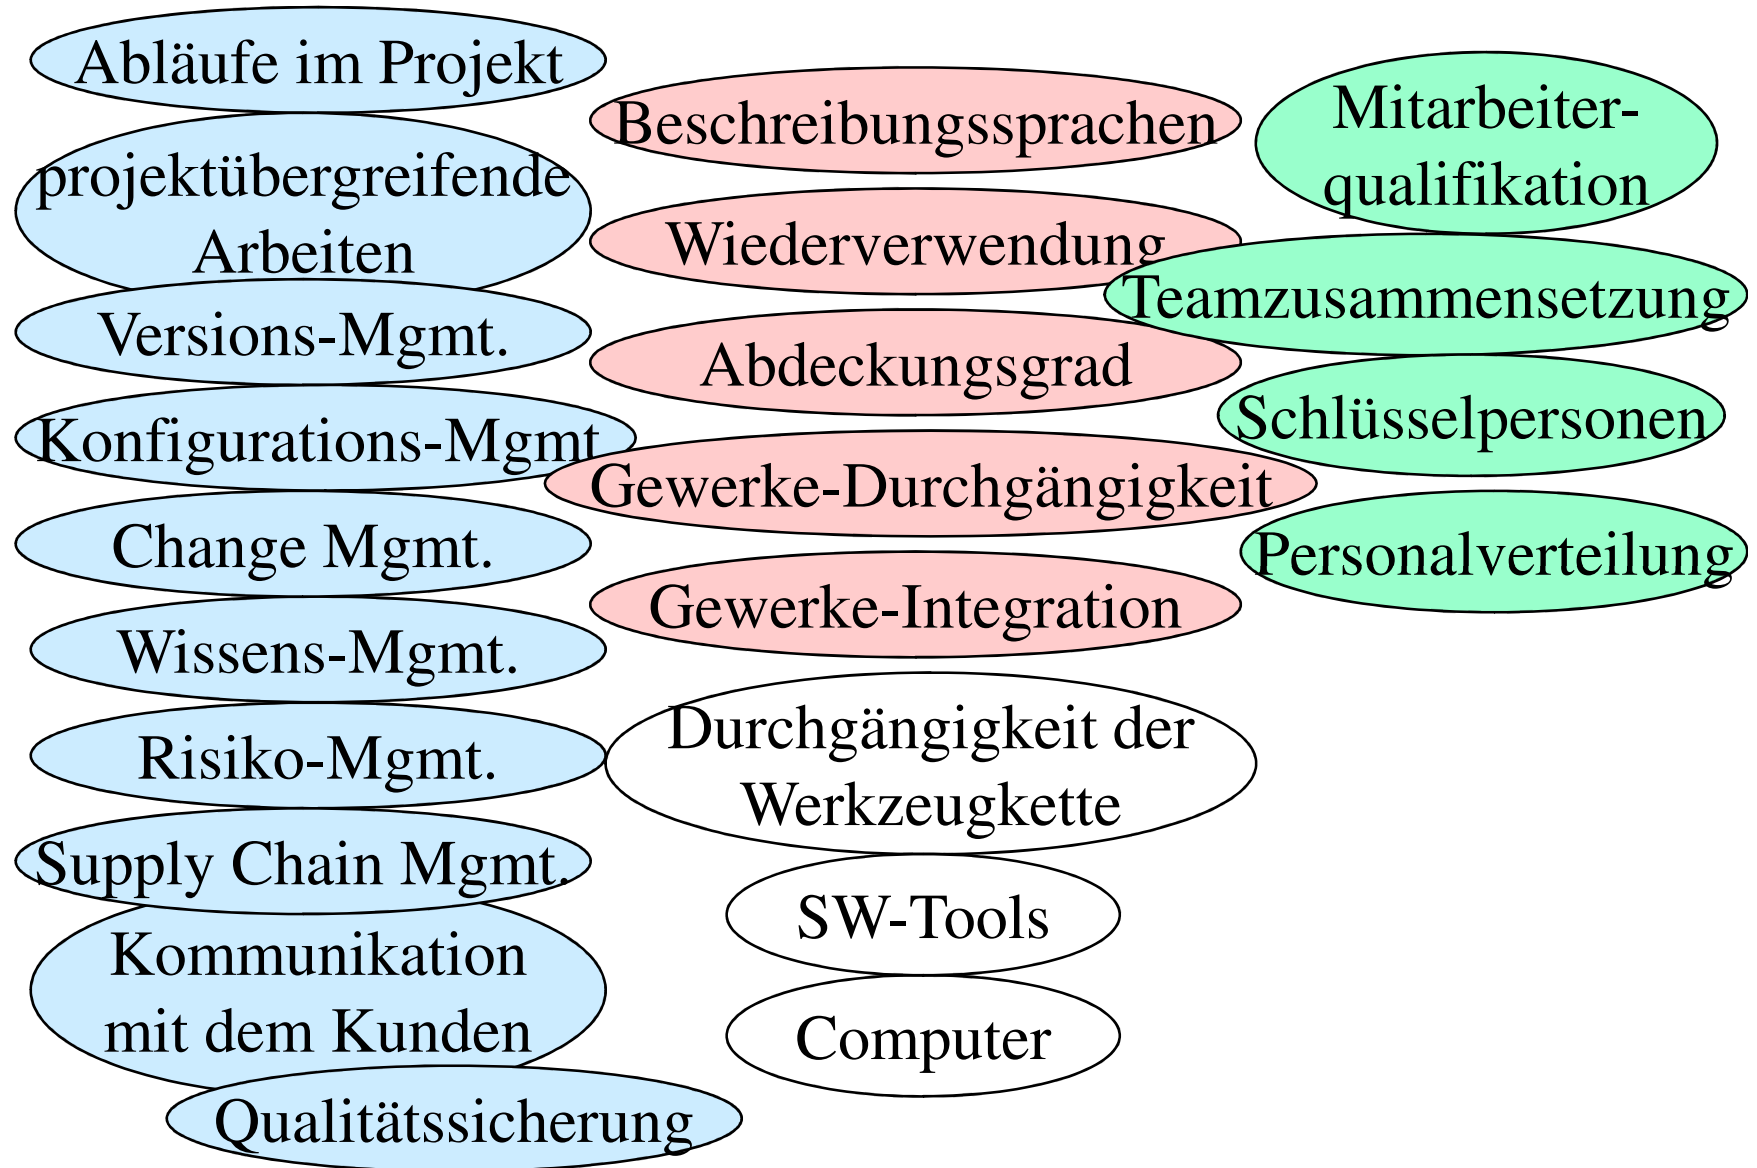 Abläufe im Projekt
projektübergreifende
Arbeiten
Versions-Mgmt.
Konfigurations-Mgmt
Change Mgmt.
Wissens-Mgmt.
Risiko-Mgmt.
Supply Chain Mgmt.
Kommunikation
mit dem Kunden
Qualitätssicherung
Beschreibungssprachen
Wiederverwendung
Abdeckungsgrad
Gewerke-Durchgängigkeit
Gewerke-Integration
Durchgängigkeit der
Werkzeugkette
SW-Tools
Computer
Mitarbeiter-
qualifikation
Teamzusammensetzung
Schlüsselpersonen
Personalverteilung